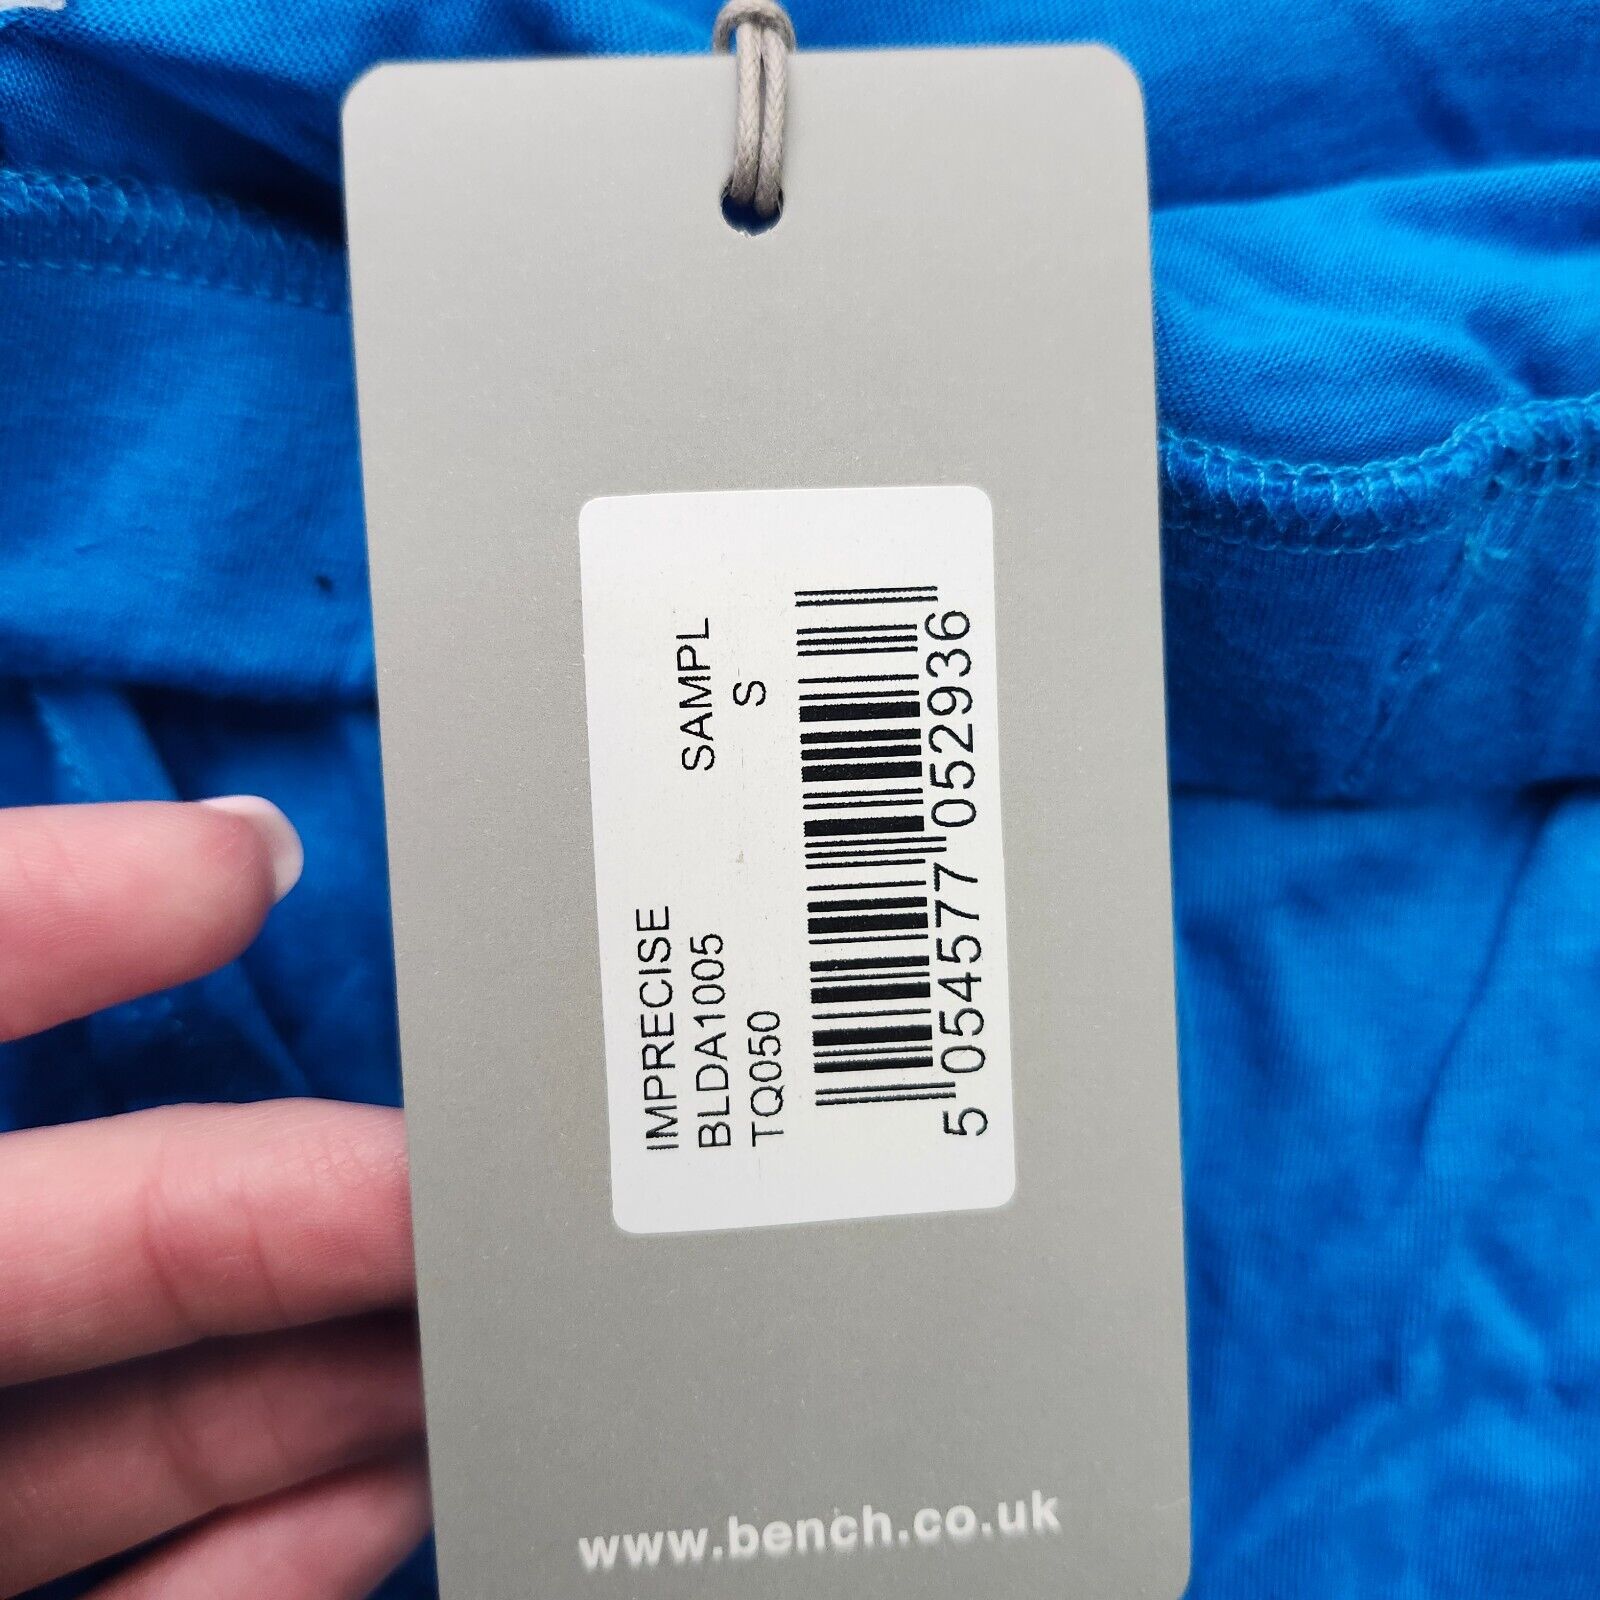 IMPRECISE
BLDA1005 SAMPL
TQ050 S
5 054577 052936
www.bench.co.uk